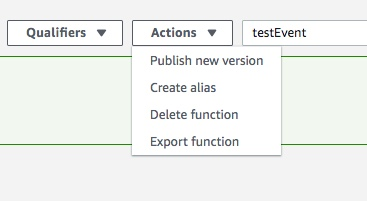 Qualifiers
Actions
testEvent
Publish new version
Create alias
Delete function
Export function